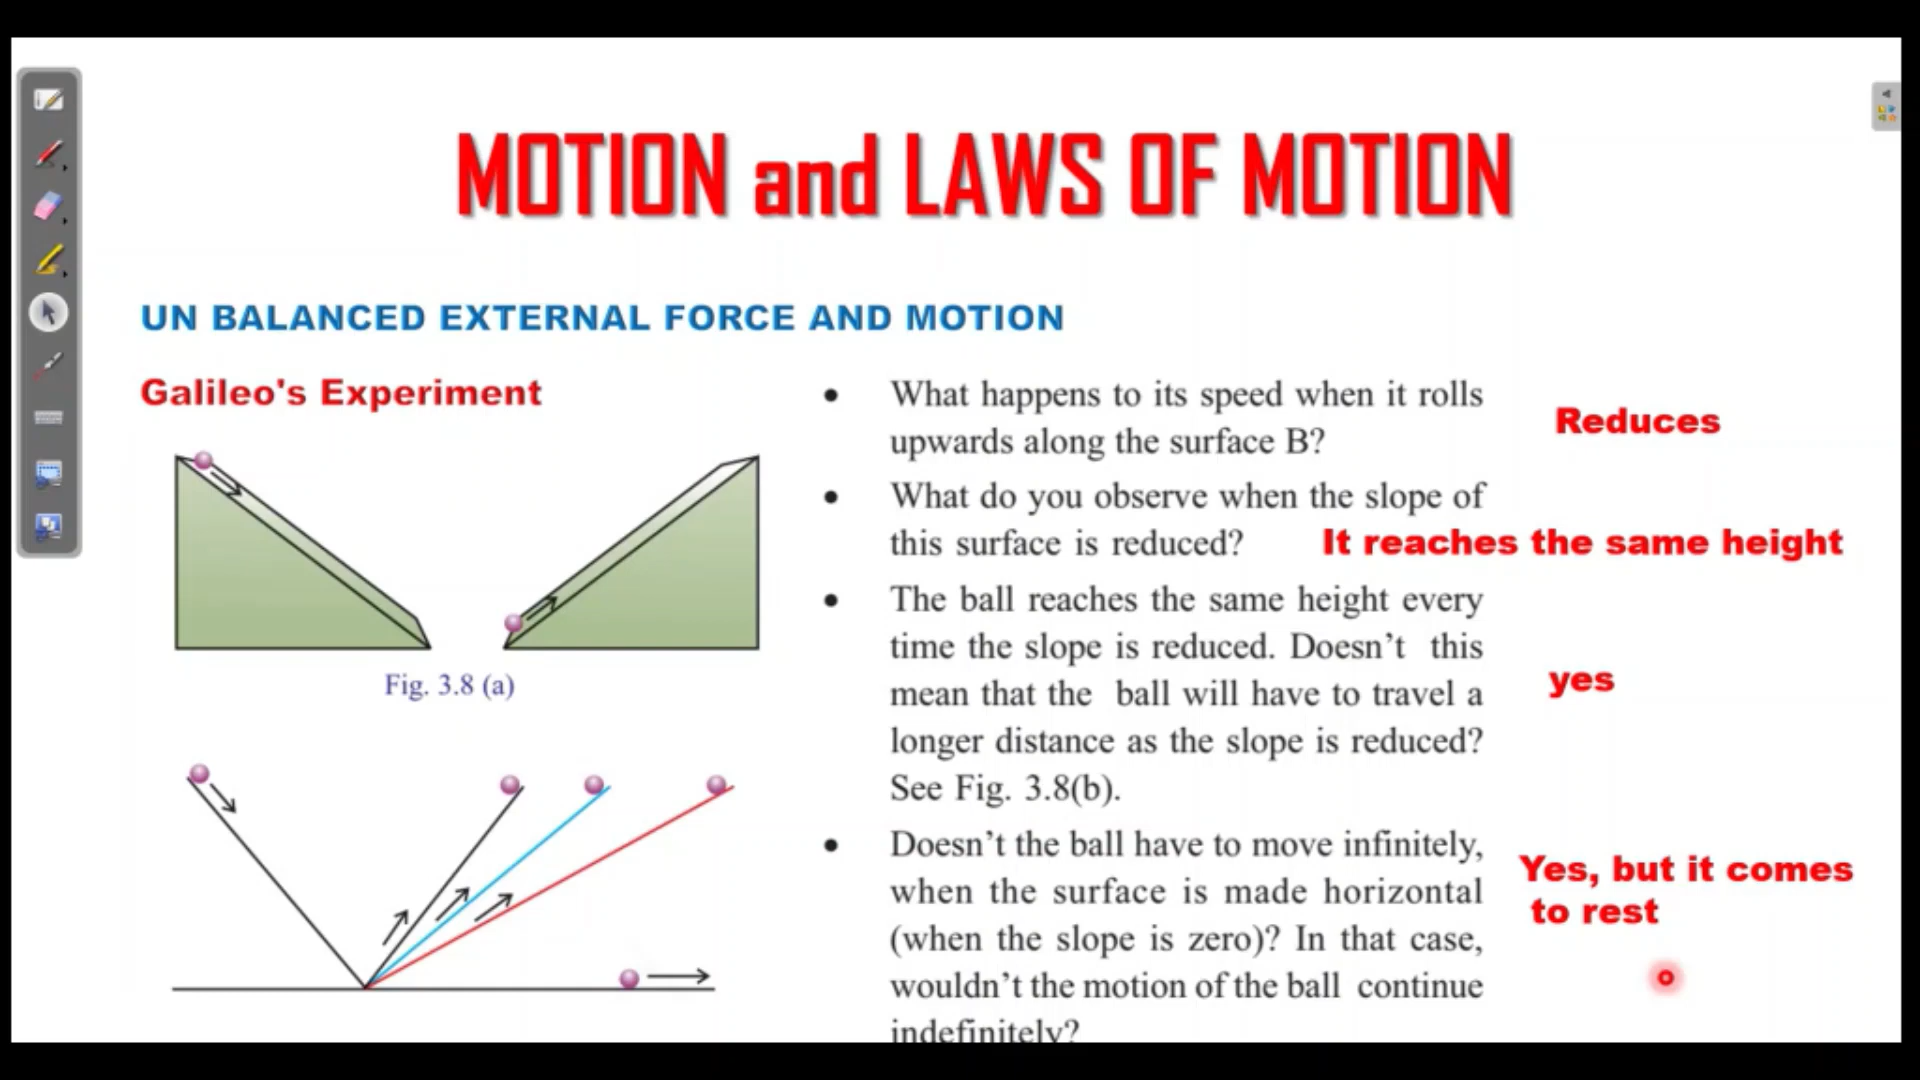 MOTION and LAWS OF MOTION
UN BALANCED EXTERNAL FORCE AND MOTION
Galileo's Experiment
Fig. 3.8 (a)
• What happens to its speed when it rolls
upwards along the surface B?
Reduces
• What do you observe when the slope of
this surface is reduced?
It reaches the same height
• The ball reaches the same height every
time the slope is reduced. Doesn’t this
mean that the ball will have to travel a
longer distance as the slope is reduced?
See Fig. 3.8(b).
yes
• Doesn’t the ball have to move infinitely,
when the surface is made horizontal
(when the slope is zero)? In that case,
wouldn’t the motion of the ball continue
indefinitely?
Yes, but it comes
to rest